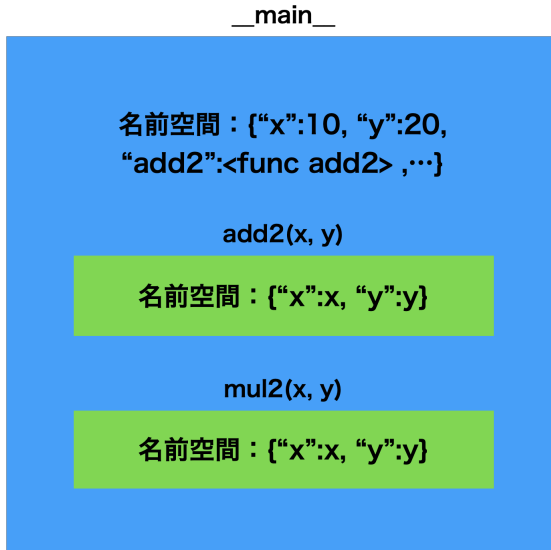 __main__
名前空間：{“x”:10, “y”:20,
“add2”:<func add2> ,…}
add2(x, y)
名前空間：{“x”:x, “y”:y}
mul2(x, y)
名前空間：{“x”:x, “y”:y}